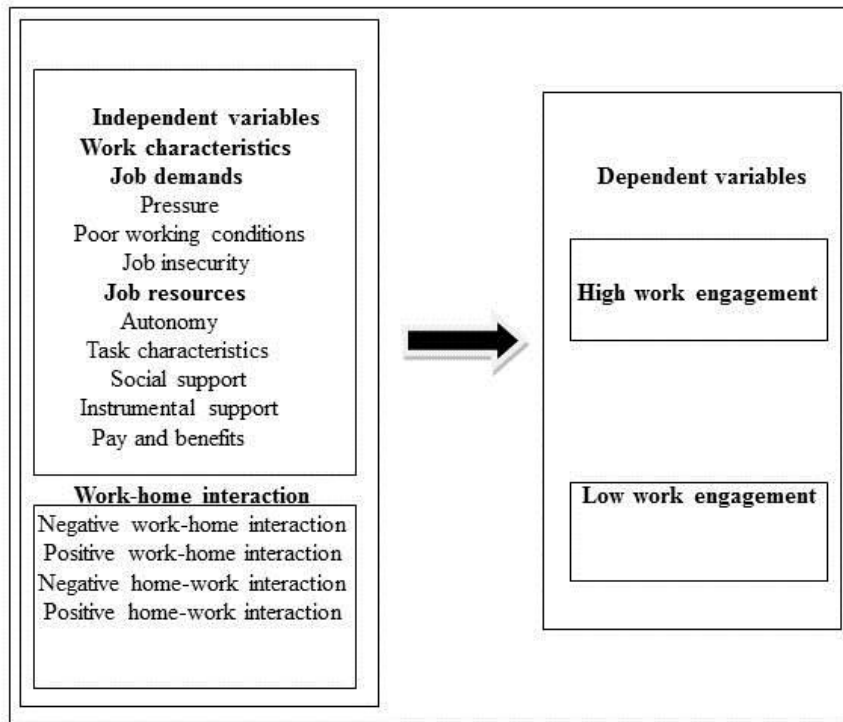 Independent variables
Work characteristics
Job demands
Pressure
Poor working conditions
Job insecurity
Job resources
Autonomy
Task characteristics
Social support
Instrumental support
Pay and benefits
Work-home interaction
Negative work-home interaction
Positive work-home interaction
Negative home-work interaction
Positive home-work interaction
Dependent variables
High work engagement
Low work engagement